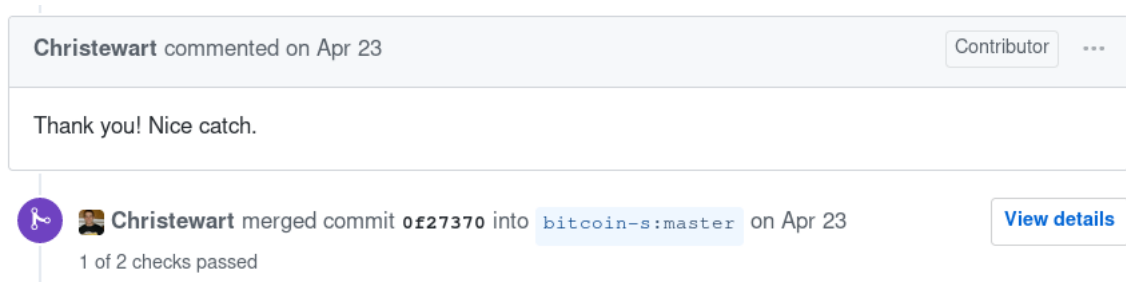 Christewart commented on Apr 23
Contributor
Thank you! Nice catch.
Christewart merged commit 0f27370 into bitcoin-s:master on Apr 23
View details
1 of 2 checks passed